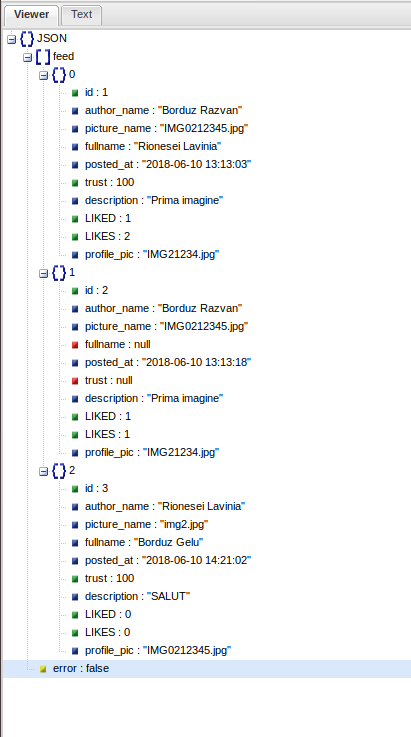 Viewer Text
JSON
feed
0
id : 1
author_name : "Borduz Razvan"
picture_name : "IMG0212345.jpg"
fullname : "Rionesei Lavinia"
posted_at : "2018-06-10 13:13:03"
trust : 100
description : "Prima imagine"
LIKED : 1
LIKES : 2
profile_pic : "IMG21234.jpg"
1
id : 2
author_name : "Borduz Razvan"
picture_name : "IMG0212345.jpg"
fullname : null
posted_at : "2018-06-10 13:13:18"
trust : null
description : "Prima imagine"
LIKED : 1
LIKES : 1
profile_pic : "IMG21234.jpg"
2
id : 3
author_name : "Rionesei Lavinia"
picture_name : "img2.jpg"
fullname : "Borduz Gelu"
posted_at : "2018-06-10 14:21:02"
trust : 100
description : "SALUT"
LIKED : 0
LIKES : 0
profile_pic : "IMG0212345.jpg"
error : false